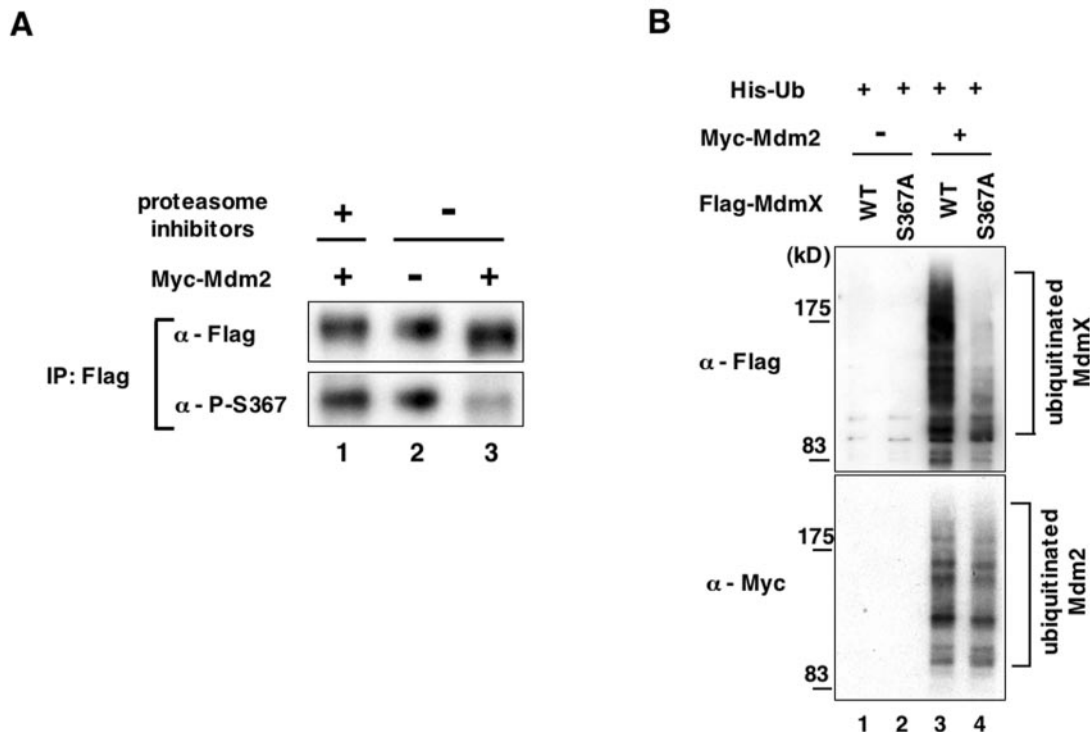 A
proteasome inhibitors + -
Myc-Mdm2 + - +
IP: Flag
α - Flag
α - P-S367
1 2 3
B
His-Ub + + + +
Myc-Mdm2 - +
Flag-MdmX WT S367A WT S367A
(kD)
175
α - Flag
83
ubiquitinated
MdmX
175
α - Myc
83
ubiquitinated
Mdm2
1 2 3 4